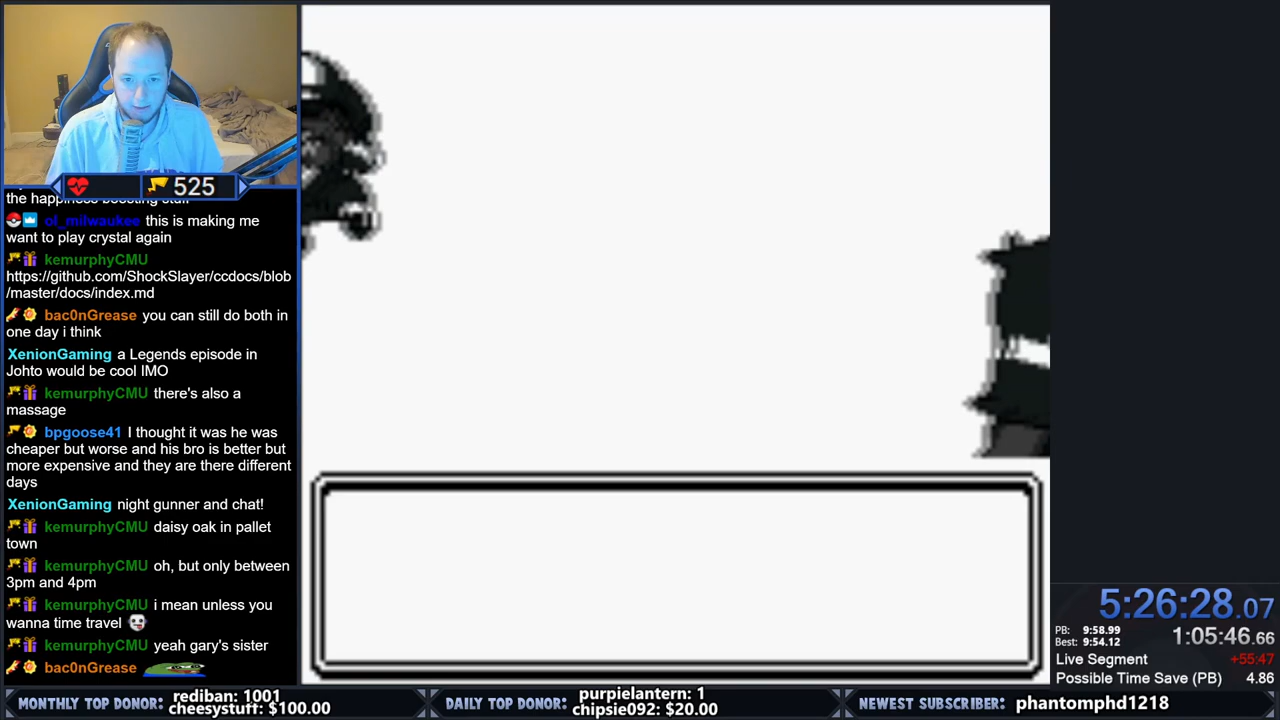 525
the happiness boosting stuff
ol_milwaukee this is making me
want to play crystal again
kemurphyCMU
https://github.com/ShockSlayer/ccdocs/blob
/master/docs/index.md
bac0nGrease you can still do both in
one day i think
XenionGaming a Legends episode in
Johto would be cool IMO
kemurphyCMU there's also a
massage
bpgoose41 I thought it was he was
cheaper but worse and his bro is better but
more expensive and they are there different
days
XenionGaming night gunner and chat!
kemurphyCMU daisy oak in pallet
town
kemurphyCMU oh, but only between
3pm and 4pm
kemurphyCMU i mean unless you
wanna time travel
kemurphyCMU yeah gary's sister
bac0nGrease
5:26:28.07
PB: 9:58.99
Best: 9:54.12
1:05:46.66
Live Segment +55:47
Possible Time Save (PB) 4.86
MONTHLY TOP DONOR: rediban: 1001
cheesystuff: $100.00
DAILY TOP DONOR: purpielantern: 1
chipsie092: $20.00
NEWEST SUBSCRIBER: phantomphd1218